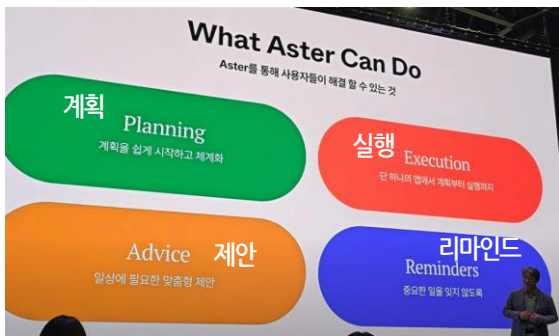 What Aster Can Do
Aster를 통해 사용자들이 해결 할 수 있는 것
계획
Planning
계획을 쉽게 시작하고 체계화
실행
Execution
단 하나의 앱에서 계획부터 실행까지
Advice 제안
일상에 필요한 맞춤형 제안
리마인드
Reminders
중요한 일을 잊지 않도록